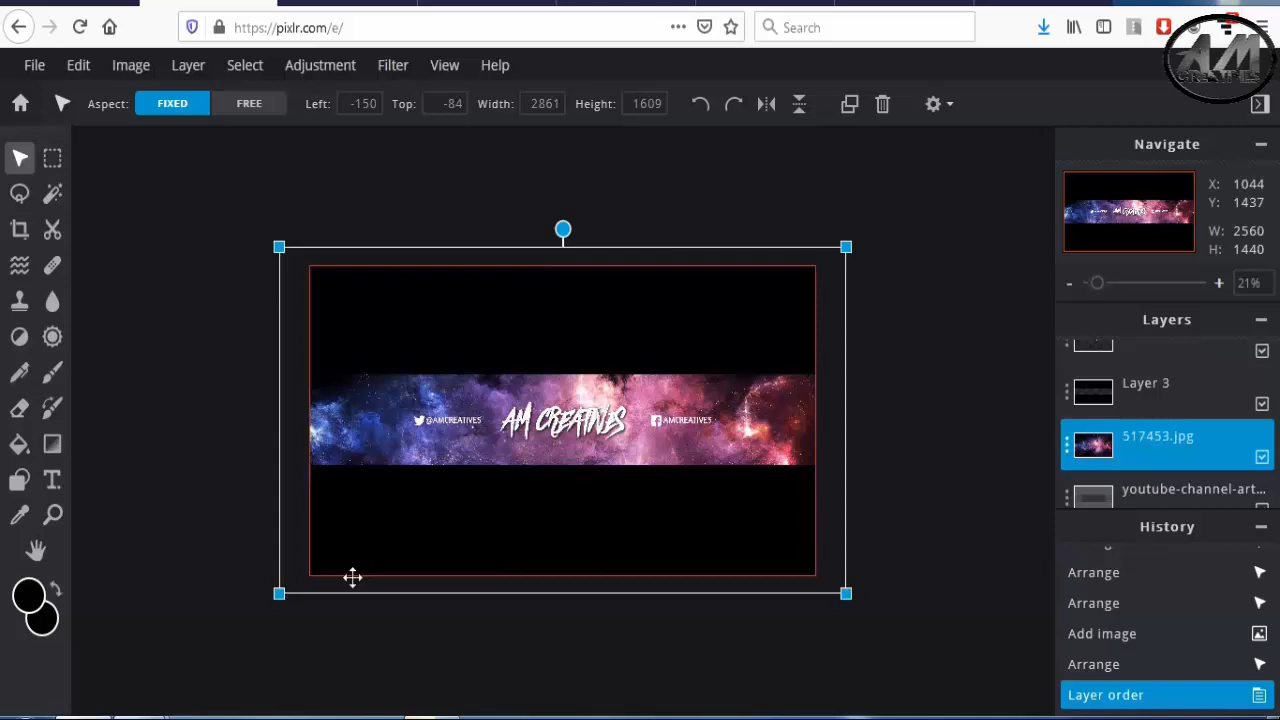 https://pixlr.com/e/
Search
AM
CREATIVES
File Edit Image Layer Select Adjustment Filter View Help
Aspect: FIXED FREE Left: -150 Top: -84 Width: 2861 Height: 1609
Navigate
X: 1044
Y: 1437
W: 2560
H: 1440
- + 21%
Layers
Layer 3
517453.jpg
youtube-channel-art...
@AMCREATIVES AM CREATIVES AMCREATIVES
History
Arrange
Arrange
Add image
Arrange
Layer order